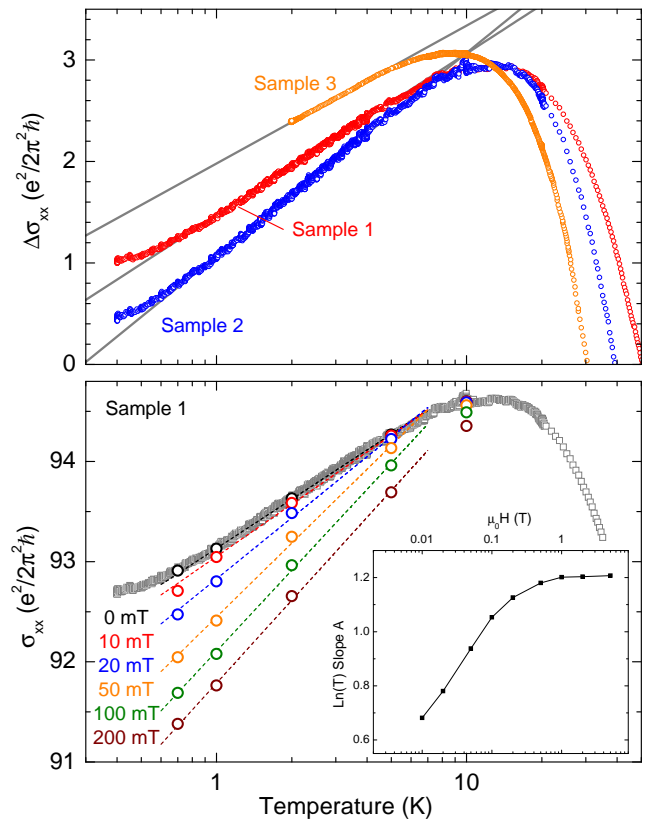 3
2
1
0
Δσxx (e²/2π²ħ)
Sample 3
Sample 1
Sample 2
Sample 1
94
93
92
91
σxx (e²/2π²ħ)
0 mT
10 mT
20 mT
50 mT
100 mT
200 mT
μ₀H (T)
0.01
0.1
1
1.2
1.0
0.8
0.6
Ln(T) Slope A
1
10
Temperature (K)